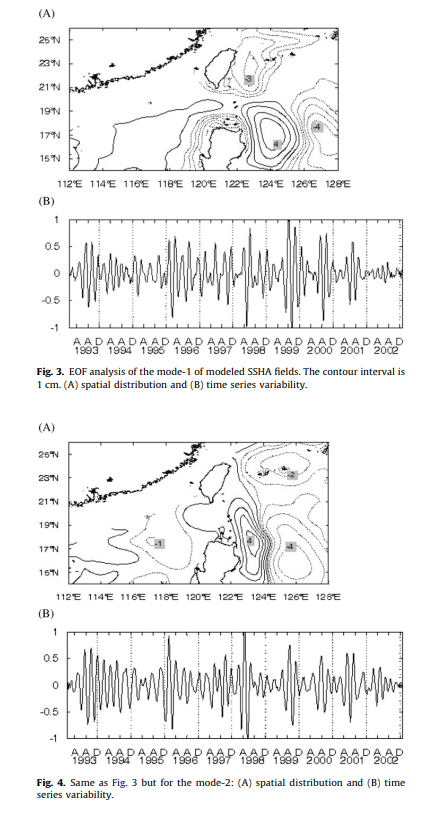 (A)
26°N
23°N
21°N
19°N
17°N
15°N
-3
4
-4
112°E 114°E 116°E 118°E 120°E 122°E 124°E 126°E 128°E
(B)
1
0.5
0
-0.5
-1
A A D A A D A A D A A D A A D A A D A A D A A D A A D A A D
1993 1994 1995 1996 1997 1998 1999 2000 2001 2002
Fig. 3. EOF analysis of the mode-1 of modeled SSHA fields. The contour interval is
1 cm. (A) spatial distribution and (B) time series variability.
(A)
26°N
23°N
21°N
19°N
17°N
15°N
-2
-1
4
-4
112°E 114°E 116°E 118°E 120°E 122°E 124°E 126°E 128°E
(B)
1
0.5
0
-0.5
-1
A A D A A D A A D A A D A A D A A D A A D A A D A A D A A D
1993 1994 1995 1996 1997 1998 1999 2000 2001 2002
Fig. 4. Same as Fig. 3 but for the mode-2: (A) spatial distribution and (B) time
series variability.